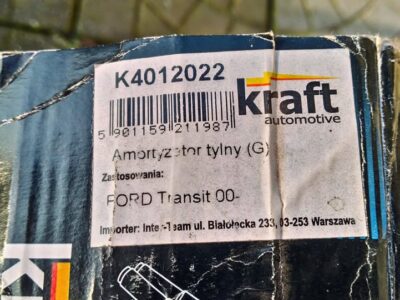 K4012022
kraft
automotive
5 901159 211987
Amortyzator tylny (G)
Zastosowania:
FORD Transit 00-
Importer: Inter-Team ul. Białołęcka 233, 03-253 Warszawa